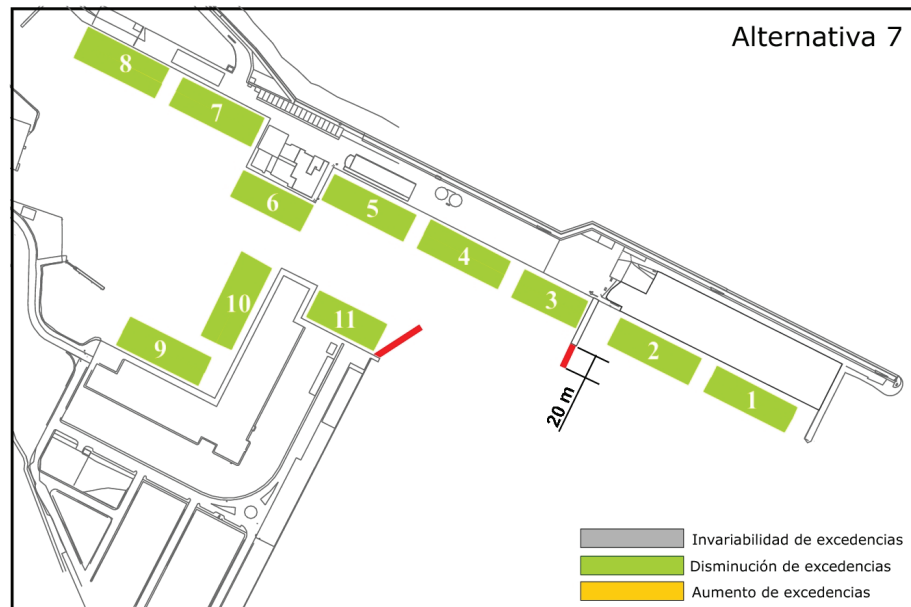 Alternativa 7
8
7
6
5
4
3
2
1
10
11
9
20 m
Invariabilidad de excedencias
Disminución de excedencias
Aumento de excedencias